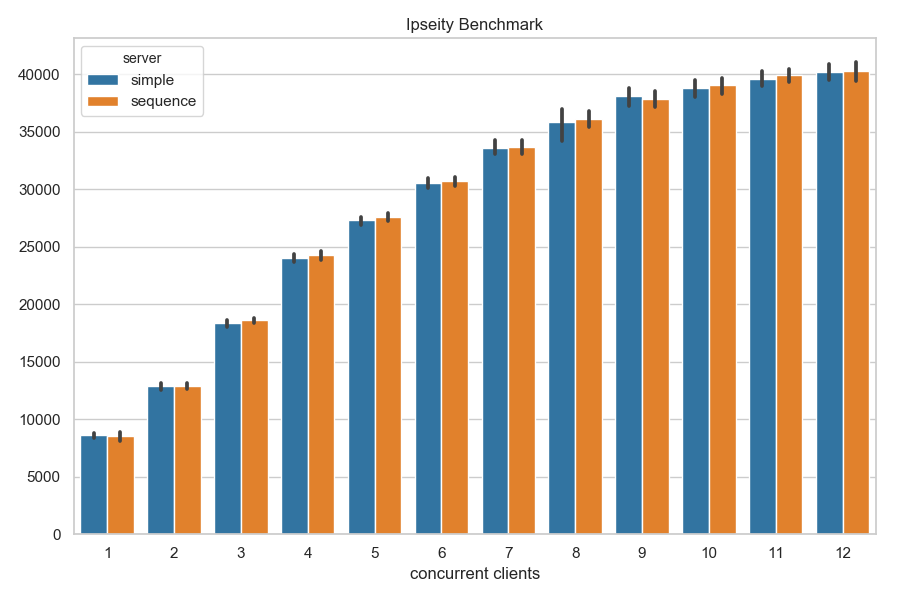 Ipseity Benchmark
server
simple
sequence
40000
35000
30000
25000
20000
15000
10000
5000
0
1 2 3 4 5 6 7 8 9 10 11 12
concurrent clients